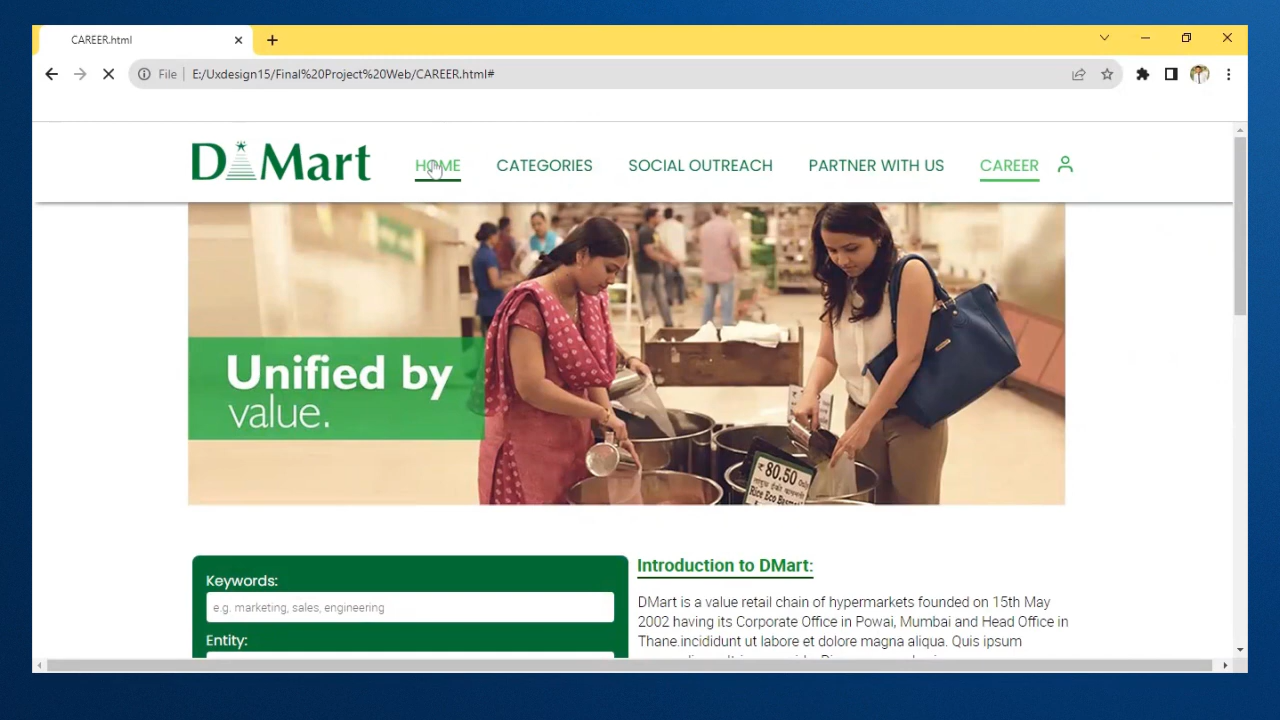 CAREER.html
File E:/Uxdesign15/Final%20Project%20Web/CAREER.html#
D Mart HOME CATEGORIES SOCIAL OUTREACH PARTNER WITH US CAREER
Unified by
value.
₹ 80.50
Rice Eco
Introduction to DMart:
Keywords:
e.g. marketing, sales, engineering
DMart is a value retail chain of hypermarkets founded on 15th May
2002 having its Corporate Office in Powai, Mumbai and Head Office in
Entity:
Thane.incididunt ut labore et dolore magna aliqua. Quis ipsum